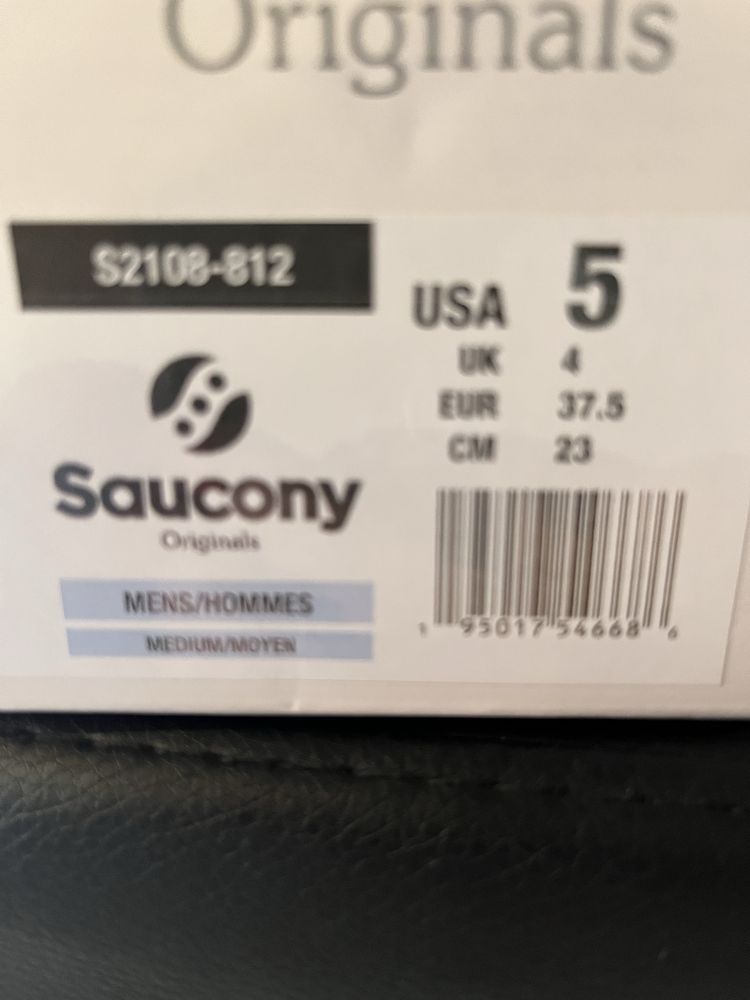 Originals
S2108-812
Saucony
Originals
MENS/HOMMES
MEDIUM/MOYEN
USA 5
UK 4
EUR 37.5
CM 23
1 95017 54668 6